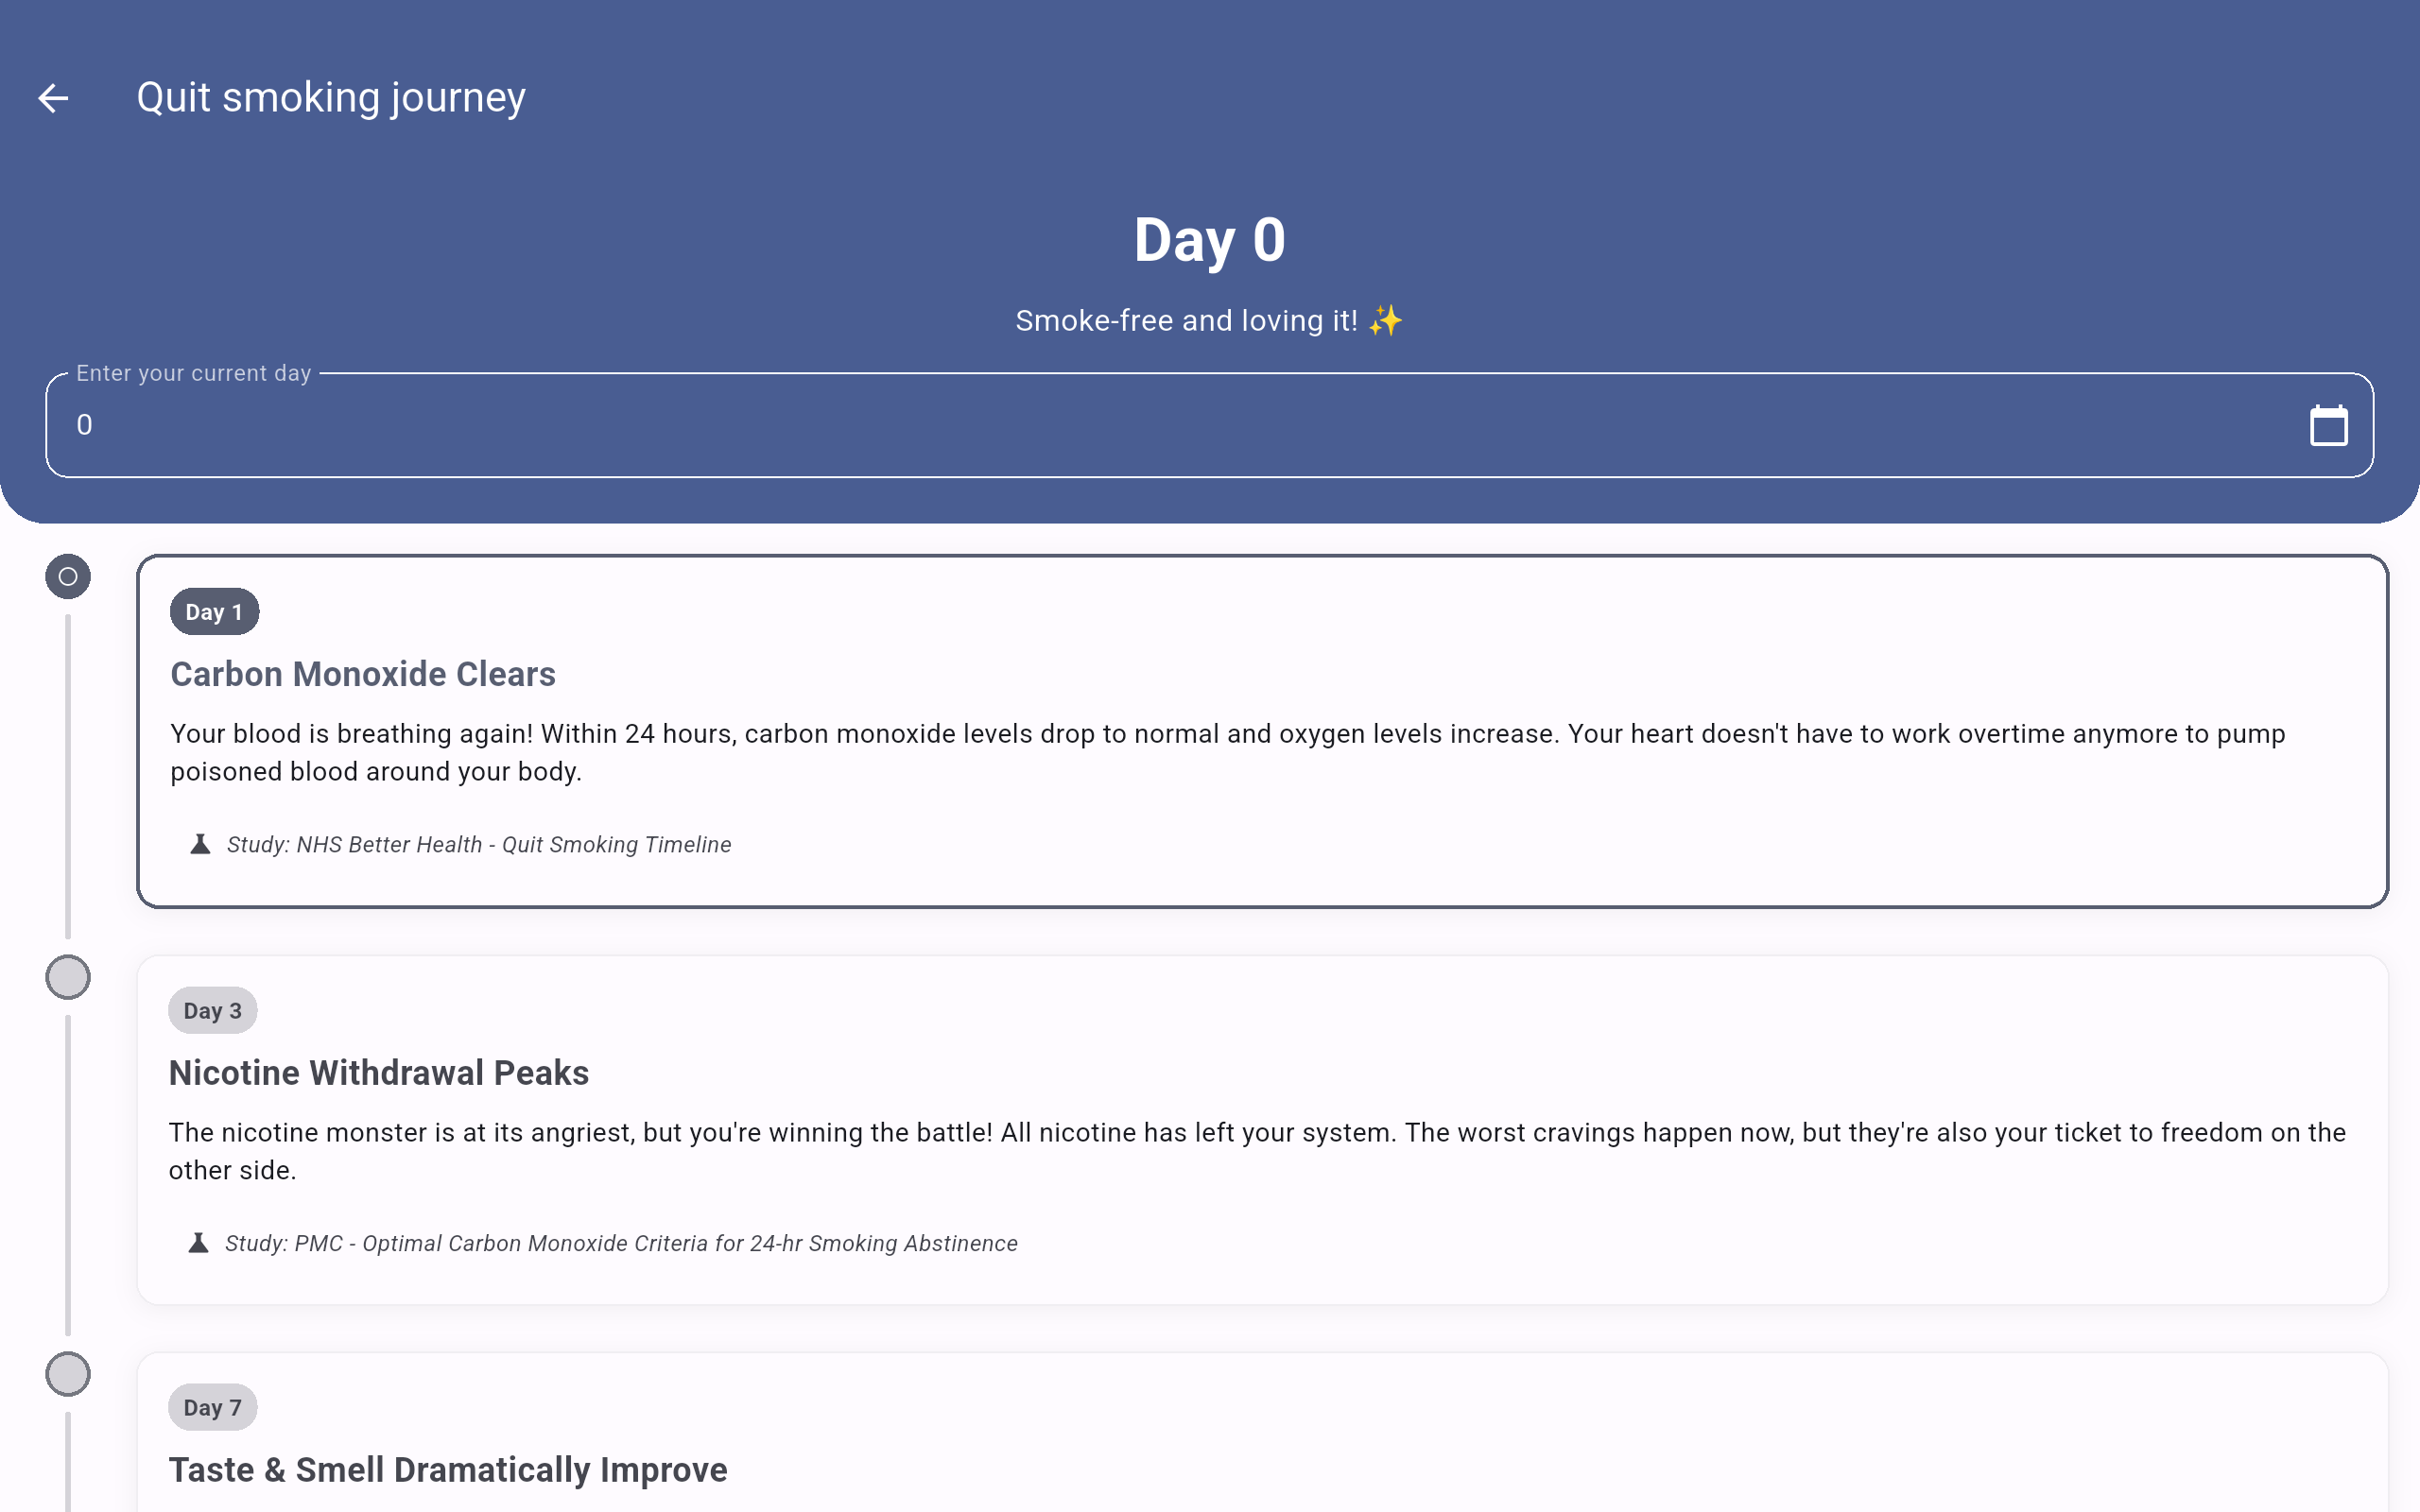 Quit smoking journey
Day 0
Smoke-free and loving it! ✨
Enter your current day
0
Day 1
Carbon Monoxide Clears
Your blood is breathing again! Within 24 hours, carbon monoxide levels drop to normal and oxygen levels increase. Your heart doesn't have to work overtime anymore to pump
poisoned blood around your body.
Study: NHS Better Health - Quit Smoking Timeline
Day 3
Nicotine Withdrawal Peaks
The nicotine monster is at its angriest, but you're winning the battle! All nicotine has left your system. The worst cravings happen now, but they're also your ticket to freedom on the
other side.
Study: PMC - Optimal Carbon Monoxide Criteria for 24-hr Smoking Abstinence
Day 7
Taste & Smell Dramatically Improve